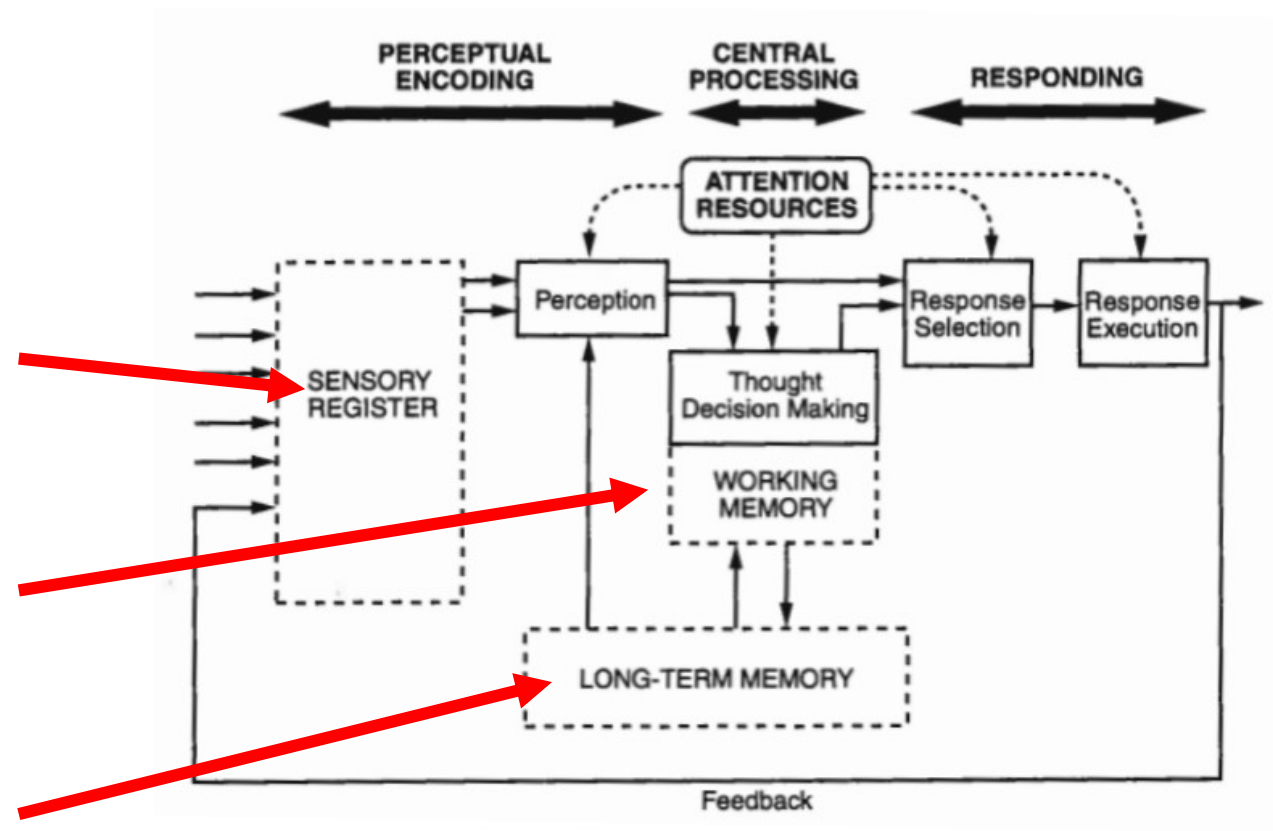 PERCEPTUAL
ENCODING
CENTRAL
PROCESSING
RESPONDING
ATTENTION
RESOURCES
Perception
Response
Selection
Response
Execution
SENSORY
REGISTER
Thought
Decision Making
WORKING
MEMORY
LONG-TERM MEMORY
Feedback